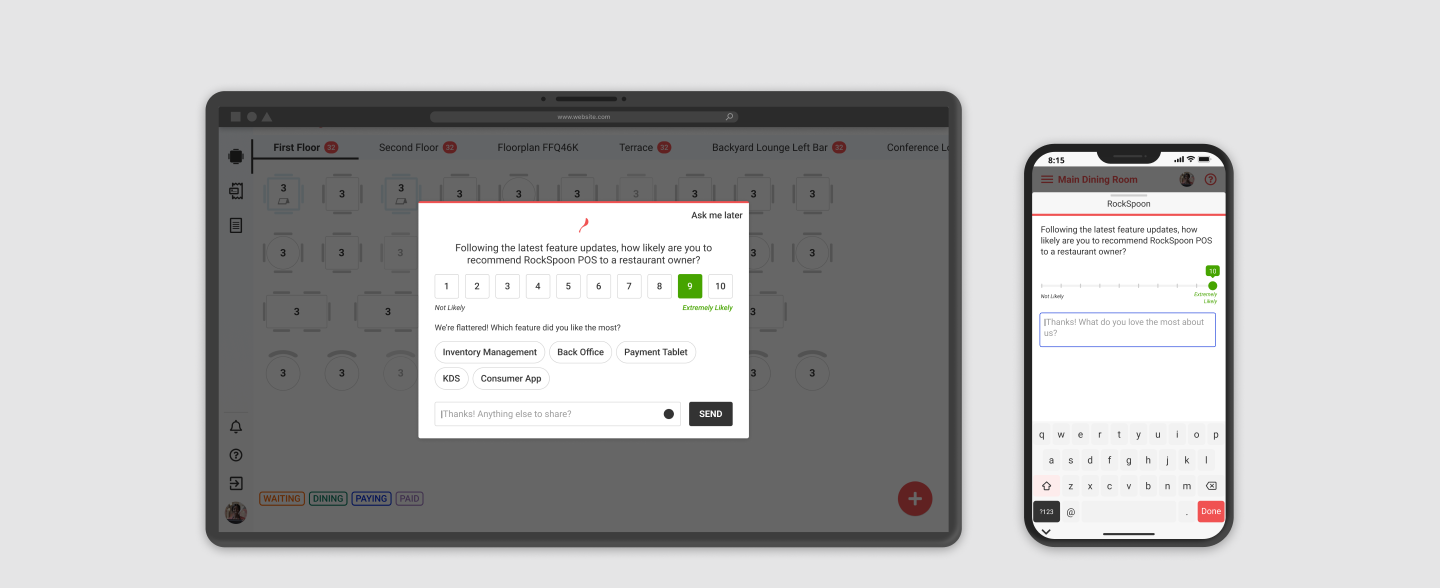 www.website.com
First Floor 32 Second Floor 32 Floorplan FFQ46K Terrace 32 Backyard Lounge Left Bar 32 Conference Lo
3 3 3 3 3 3 3 3 3 3
Ask me later
Following the latest feature updates, how likely are you to
recommend RockSpoon POS to a restaurant owner?
3 3 3 3 3
1 2 3 4 5 6 7 8 9 10
Not Likely Extremely Likely
3 3
We're flattered! Which feature did you like the most?
Inventory Management Back Office Payment Tablet
3 3 3 3 3
KDS Consumer App
Thanks! Anything else to share? SEND
WAITING DINING PAYING PAID
8:15
Main Dining Room
RockSpoon
Following the latest feature updates, how
likely are you to recommend RockSpoon POS
to a restaurant owner?
10
Not Likely Extremely
Likely
Thanks! What do you love the most about
us?
q w e r t y u i o p
a s d f g h j k l
z x c v b n m
?123 @ . Done